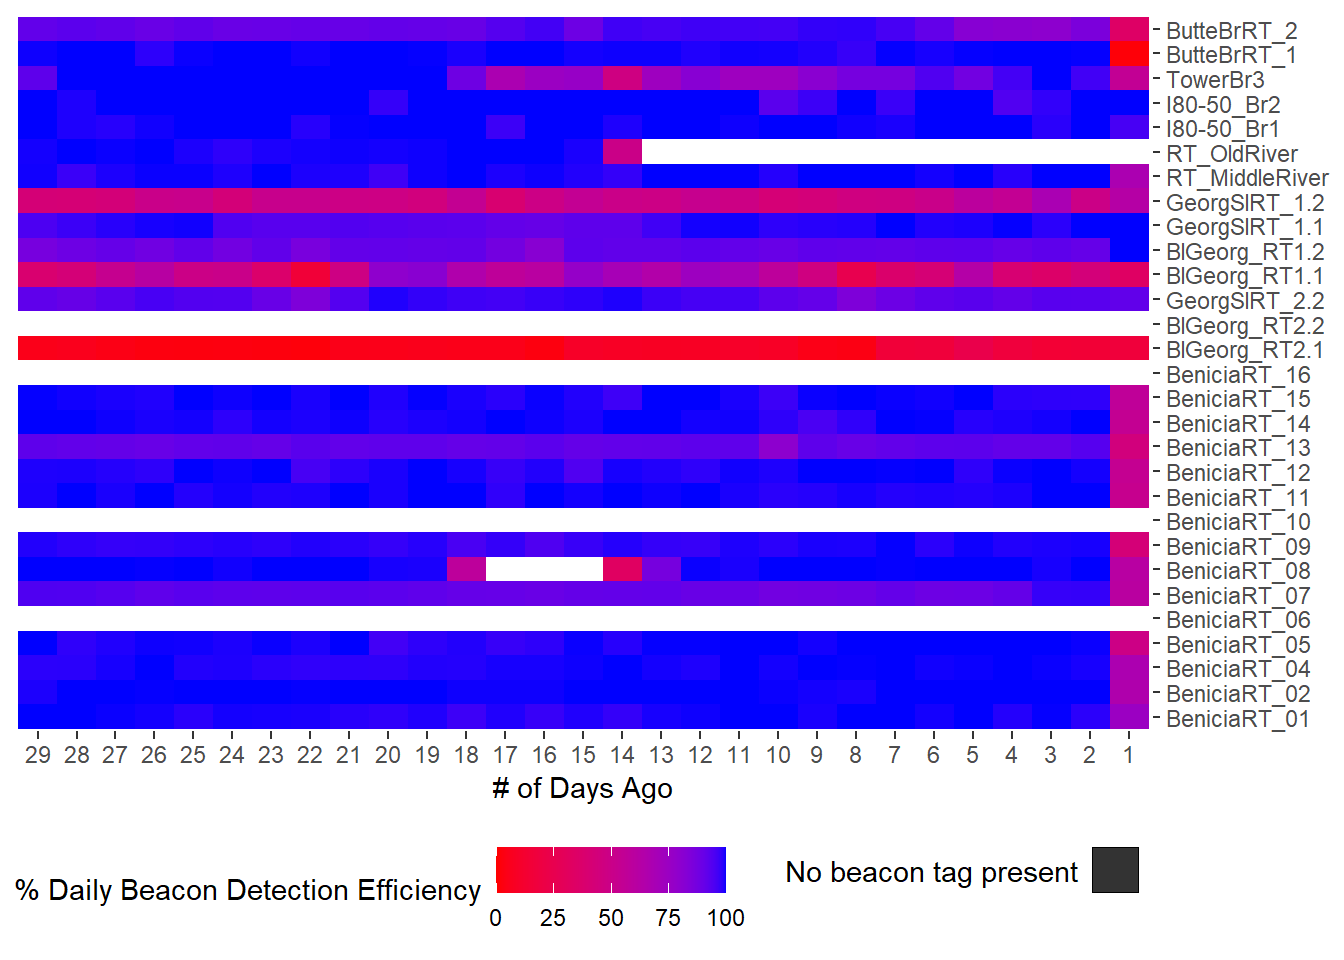 ButteBrRT_2
ButteBrRT_1
TowerBr3
I80-50_Br2
I80-50_Br1
RT_OldRiver
RT_MiddleRiver
GeorgSlRT_1.2
GeorgSlRT_1.1
BlGeorg_RT1.2
BlGeorg_RT1.1
GeorgSlRT_2.2
BlGeorg_RT2.2
BlGeorg_RT2.1
BeniciaRT_16
BeniciaRT_15
BeniciaRT_14
BeniciaRT_13
BeniciaRT_12
BeniciaRT_11
BeniciaRT_10
BeniciaRT_09
BeniciaRT_08
BeniciaRT_07
BeniciaRT_06
BeniciaRT_05
BeniciaRT_04
BeniciaRT_02
BeniciaRT_01
29 28 27 26 25 24 23 22 21 20 19 18 17 16 15 14 13 12 11 10 9 8 7 6 5 4 3 2 1
# of Days Ago
% Daily Beacon Detection Efficiency
0 25 50 75 100
No beacon tag present